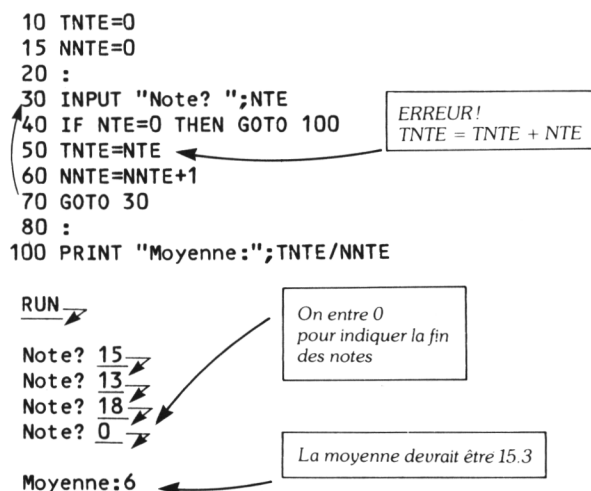 10 TNTE=0
15 NNTE=0
20 :
30 INPUT "Note? ";NTE
40 IF NTE=0 THEN GOTO 100
50 TNTE=NTE
60 NNTE=NNTE+1
70 GOTO 30
80 :
100 PRINT "Moyenne:";TNTE/NNTE
ERREUR!
TNTE = TNTE + NTE
RUN
Note? 15
Note? 13
Note? 18
Note? 0
On entre 0
pour indiquer la fin
des notes
Moyenne:6
La moyenne devrait être 15.3